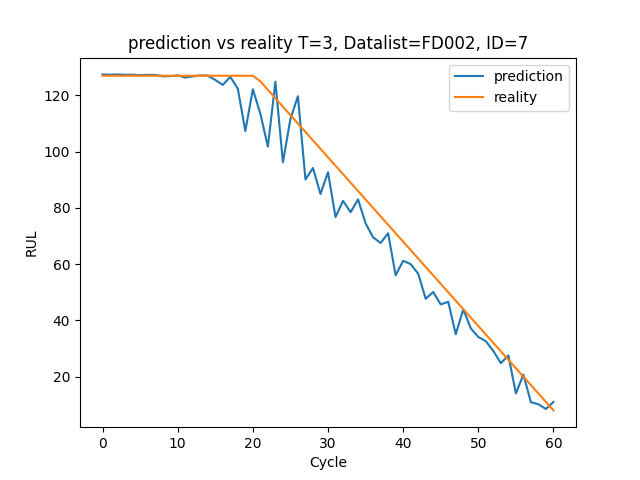 prediction vs reality T=3, Datalist=FD002, ID=7
prediction
reality
RUL
120
100
80
60
40
20
0 10 20 30 40 50 60
Cycle